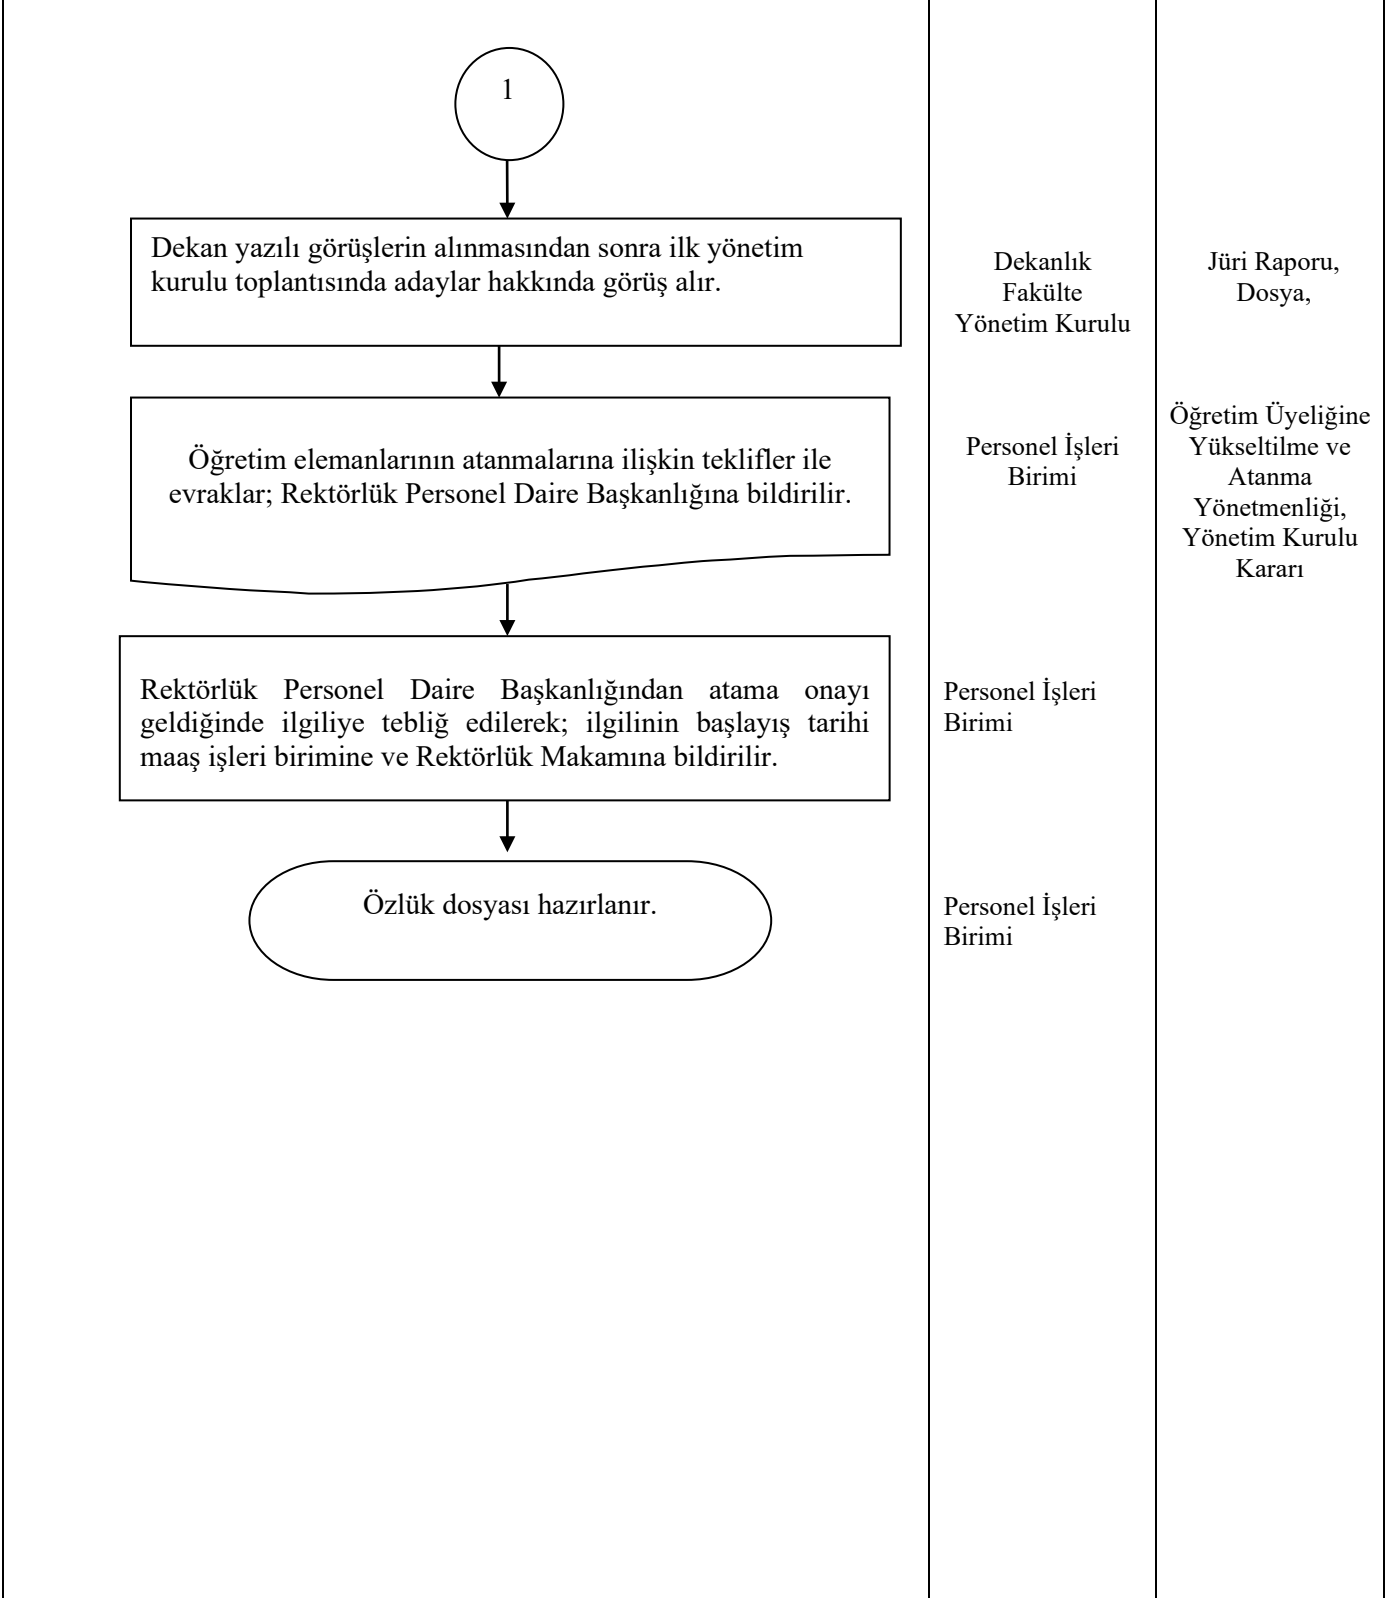 1
Dekan yazılı görüşlerin alınmasından sonra ilk yönetim
kurulu toplantısında adaylar hakkında görüş alır.
Dekanlık
Fakülte
Yönetim Kurulu
Jüri Raporu,
Dosya,
Öğretim elemanlarının atanmalarına ilişkin teklifler ile
evraklar; Rektörlük Personel Daire Başkanlığına bildirilir.
Personel İşleri
Birimi
Öğretim Üyeliğine
Yükseltilme ve
Atanma
Yönetmenliği,
Yönetim Kurulu
Kararı
Rektörlük Personel Daire Başkanlığından atama onayı
geldiğinde ilgiliye tebliğ edilerek; ilgilinin başlayış tarihi
maaş işleri birimine ve Rektörlük Makamına bildirilir.
Personel İşleri
Birimi
Özlük dosyası hazırlanır.
Personel İşleri
Birimi